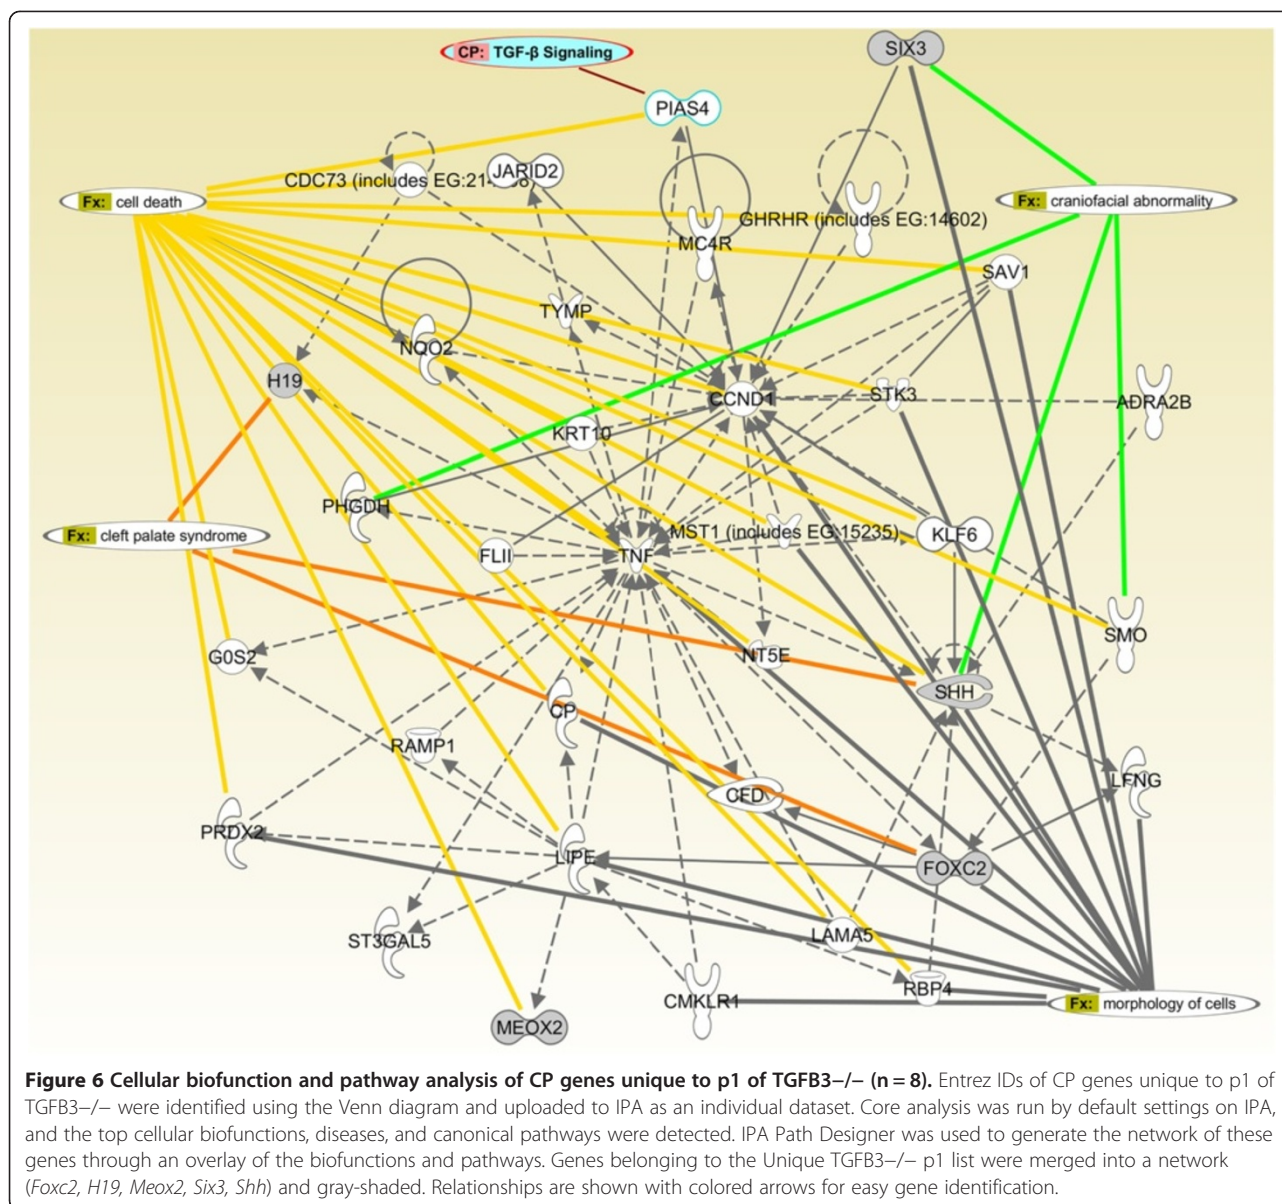 SIX3
CP: TGF-β Signaling
PIAS4
JARID2
CDC73 (includes EG:21
Fx: cell death
Fx: craniofacial abnormality
GHRHR (includes EG:14602)
MC4R
SAV1
TYMP
NQO2
H19
CCND1
STK3
ADRA2B
KRT10
PHGDH
Fx: cleft palate syndrome
MST1 (includes EG:15235)
KLF6
FLII
TNF
SMO
G0S2
NT5E
SHH
CP
RAMP1
LFNG
CFD
PRDX2
LIPE
FOXC2
ST3GAL5
LAMA5
RBP4
CMKLR1
Fx: morphology of cells
MEOX2
Figure 6 Cellular biofunction and pathway analysis of CP genes unique to p1 of TGFB3−/− (n = 8). Entrez IDs of CP genes unique to p1 of
TGFB3−/− were identified using the Venn diagram and uploaded to IPA as an individual dataset. Core analysis was run by default settings on IPA,
and the top cellular biofunctions, diseases, and canonical pathways were detected. IPA Path Designer was used to generate the network of these
genes through an overlay of the biofunctions and pathways. Genes belonging to the Unique TGFB3−/− p1 list were merged into a network
(Foxc2, H19, Meox2, Six3, Shh) and gray-shaded. Relationships are shown with colored arrows for easy gene identification.